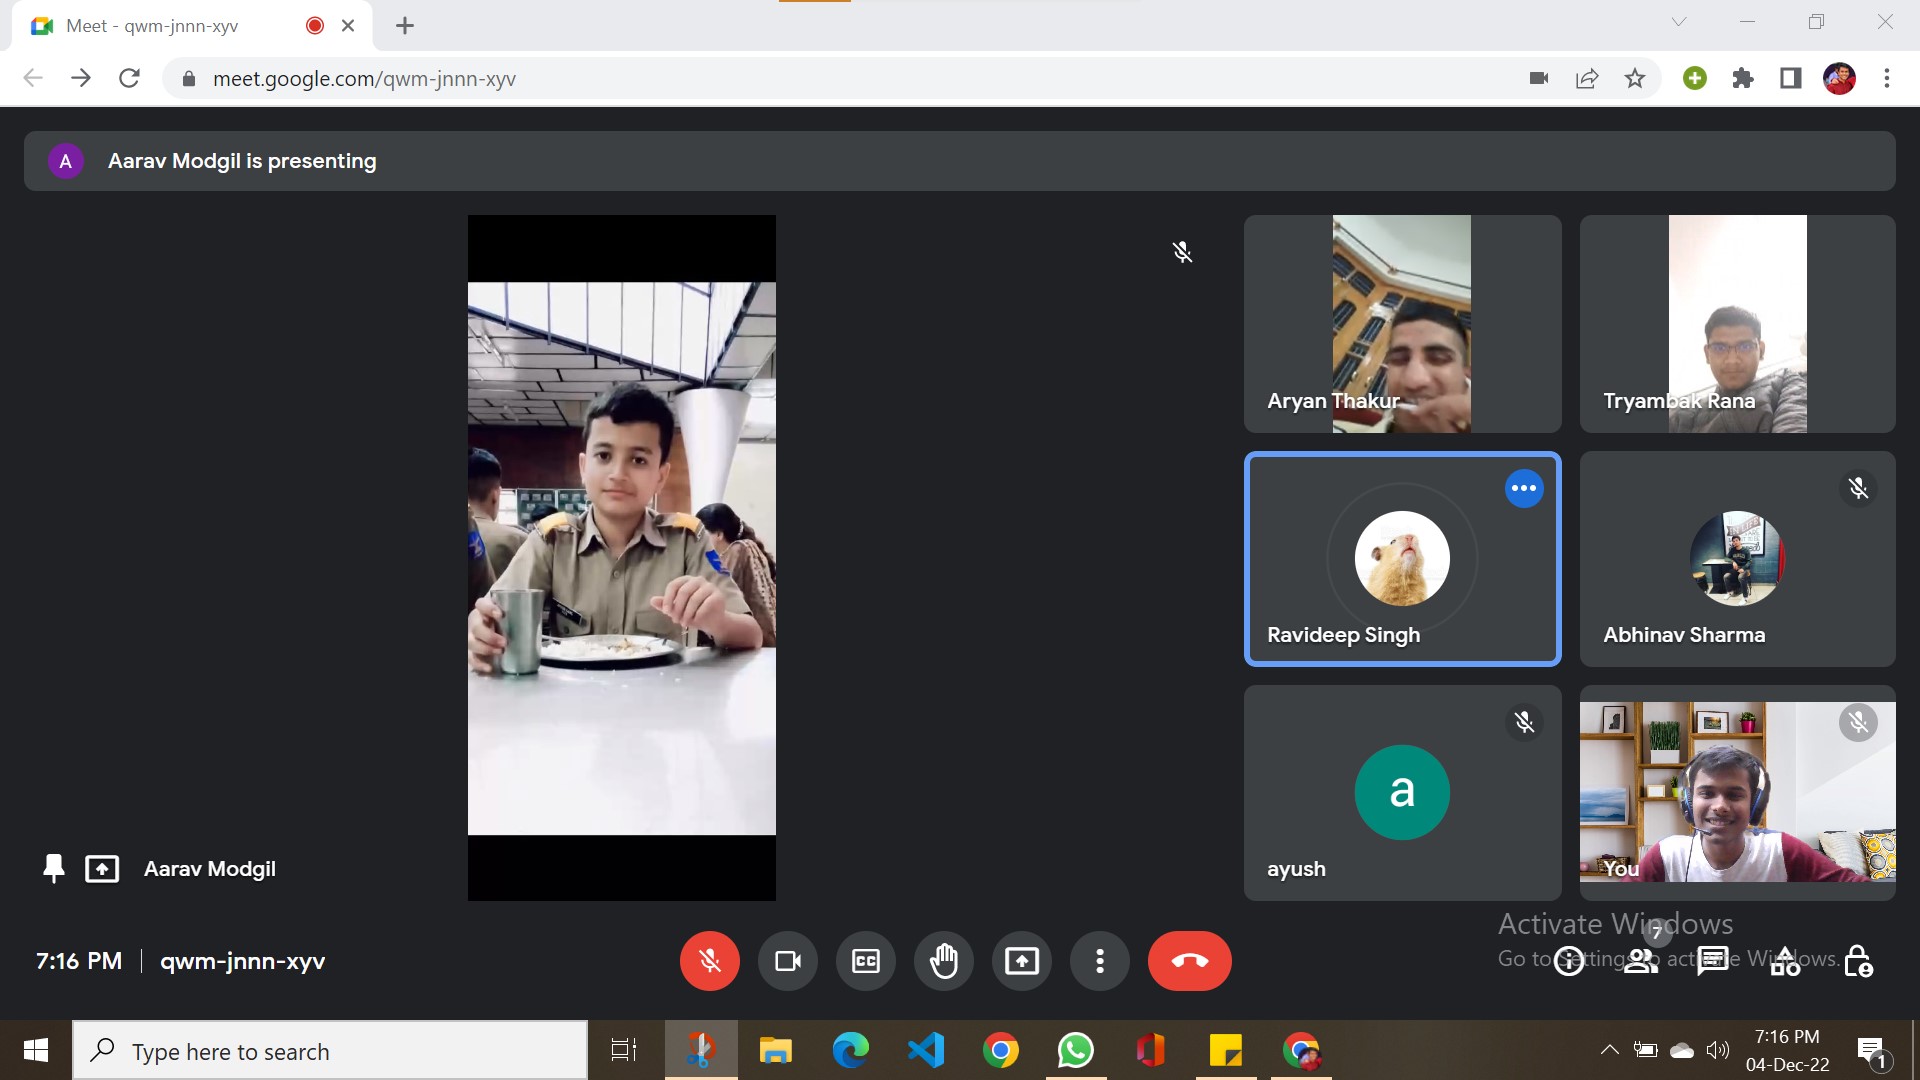 Meet - qwm-jnnn-xyv
meet.google.com/qwm-jnnn-xyv
A
Aarav Modgil is presenting
Aryan Thakur
Tryambak Rana
Ravideep Singh
Abhinav Sharma
a
ayush
You
Aarav Modgil
Activate Windows
Go to Settings to activate Windows.
7:16 PM
qwm-jnnn-xyv
CC
7
Type here to search
7:16 PM
04-Dec-22
1